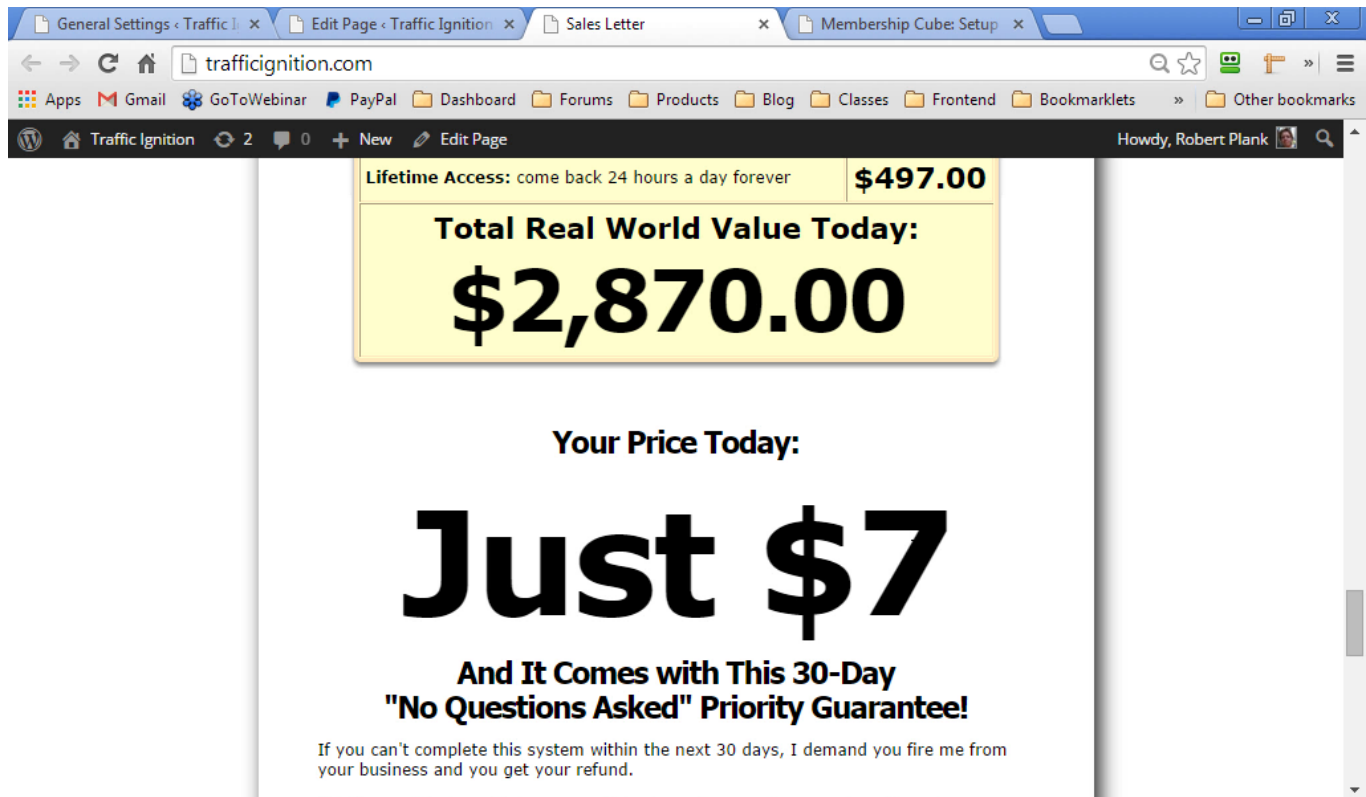 General Settings ‹ Traffic I
Edit Page ‹ Traffic Ignition
Sales Letter
Membership Cube: Setup
trafficignition.com
Apps Gmail GoToWebinar PayPal Dashboard Forums Products Blog Classes Frontend Bookmarklets » Other bookmarks
Traffic Ignition 2 0 + New Edit Page Howdy, Robert Plank
Lifetime Access: come back 24 hours a day forever $497.00
Total Real World Value Today:
$2,870.00
Your Price Today:
Just $7
And It Comes with This 30-Day
"No Questions Asked" Priority Guarantee!
If you can't complete this system within the next 30 days, I demand you fire me from
your business and you get your refund.